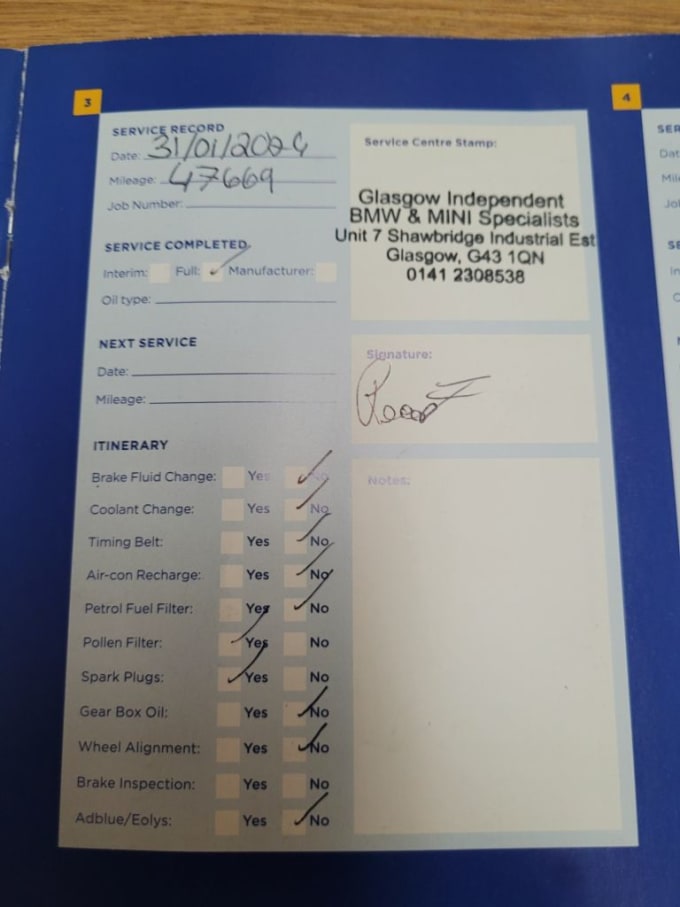 3
SERVICE RECORD
Date: 31/01/2024
Mileage: 47669
Job Number:
SERVICE COMPLETED
Interim: Full: ✓ Manufacturer:
Oil type:
NEXT SERVICE
Date:
Mileage:
ITINERARY
Brake Fluid Change: Yes ✓ No
Coolant Change: Yes ✓ No
Timing Belt: Yes ✓ No
Air-con Recharge: Yes ✓ No
Petrol Fuel Filter: Yes ✓ No
Pollen Filter: ✓ Yes No
Spark Plugs: ✓ Yes No
Gear Box Oil: Yes ✓ No
Wheel Alignment: Yes ✓ No
Brake Inspection: Yes No
Adblue/Eolys: Yes ✓ No
Service Centre Stamp:
Glasgow Independent
BMW & MINI Specialists
Unit 7 Shawbridge Industrial Est
Glasgow, G43 1QN
0141 2308538
Signature:
Notes:
4